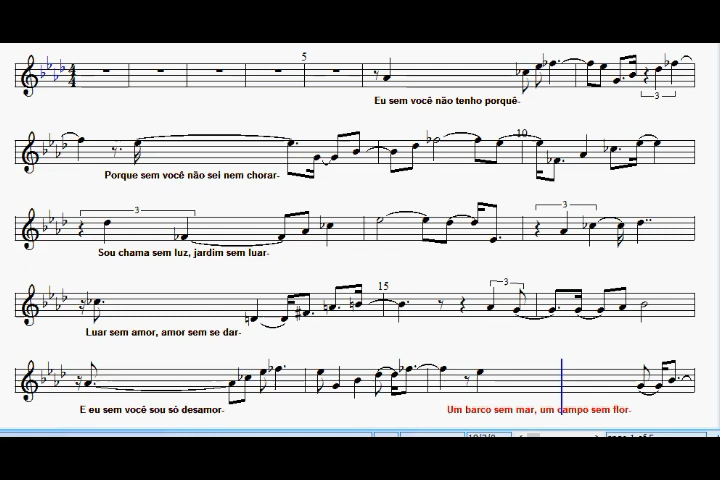 5
Eu sem você não tenho porquê-
3
10
Porque sem você não sei nem chorar-
3
3
Sou chama sem luz, jardim sem luar-
15
3
Luar sem amor, amor sem se dar-
E eu sem você sou só desamor-
Um barco sem mar, um campo sem flor-